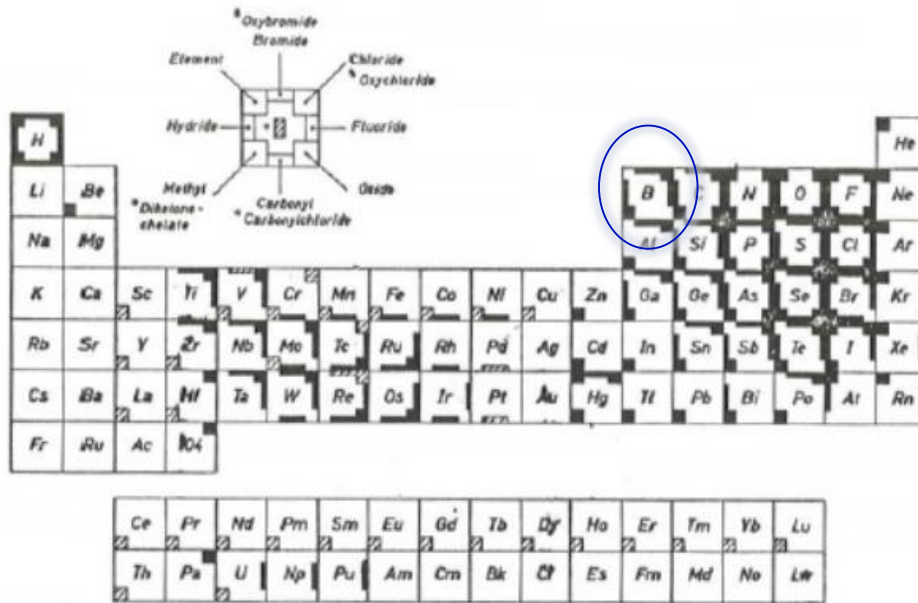 *Oxybromide
Bromide
Element
Chloride
*Oxychloride
Hydride
Fluoride
Methyl
*Diketone-
chelate
Carbonyl
*Carbonylchloride
Oxide
H He
Li Be B C N O F Ne
Na Mg Al Si P S Cl Ar
K Ca Sc Ti V Cr Mn Fe Co Ni Cu Zn Ga Ge As Se Br Kr
Rb Sr Y Zr Nb Mo Tc Ru Rh Pd Ag Cd In Sn Sb Te I Xe
Cs Ba La Hf Ta W Re Os Ir Pt Au Hg Tl Pb Bi Po At Rn
Fr Ra Ac 104
Ce Pr Nd Pm Sm Eu Gd Tb Dy Ho Er Tm Yb Lu
Th Pa U Np Pu Am Cm Bk Cf Es Fm Md No Lw